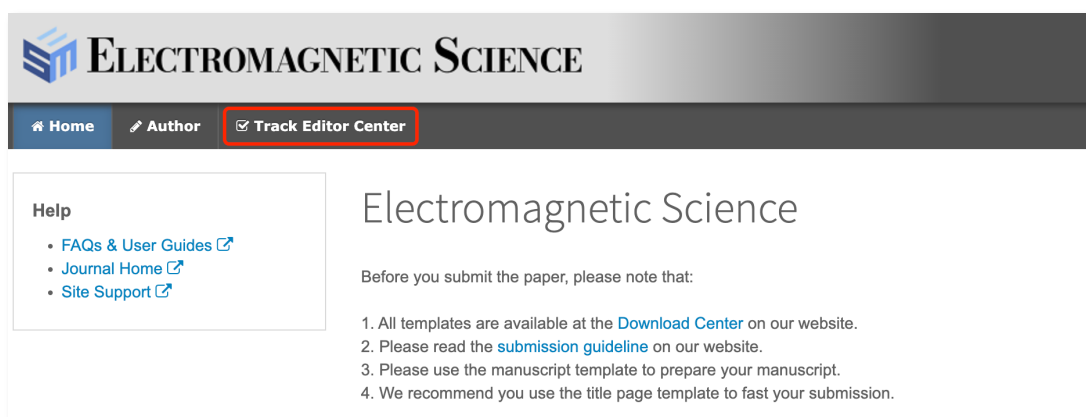 ELECTROMAGNETIC SCIENCE
Home Author Track Editor Center
Help
FAQs & User Guides
Journal Home
Site Support
Electromagnetic Science
Before you submit the paper, please note that:
1. All templates are available at the Download Center on our website.
2. Please read the submission guideline on our website.
3. Please use the manuscript template to prepare your manuscript.
4. We recommend you use the title page template to fast your submission.